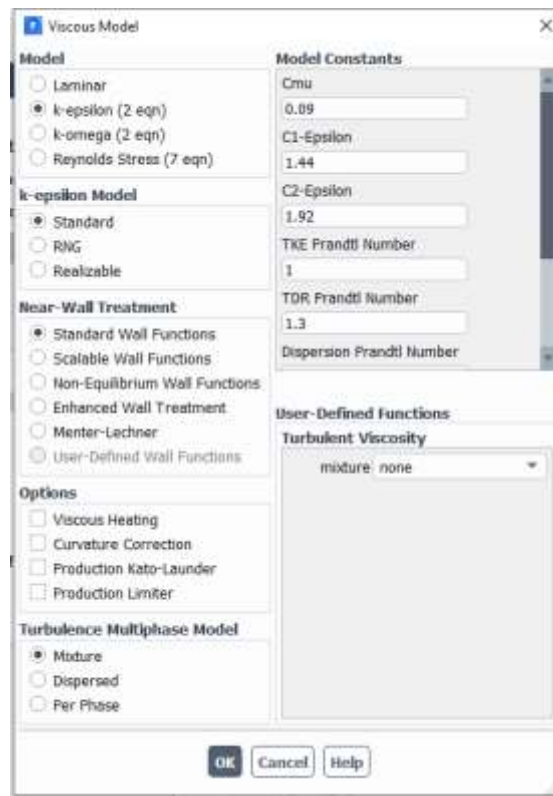 Viscous Model
Model
Laminar
k-epsilon (2 eqn)
k-omega (2 eqn)
Reynolds Stress (7 eqn)
k-epsilon Model
Standard
RNG
Realizable
Near-Wall Treatment
Standard Wall Functions
Scalable Wall Functions
Non-Equilibrium Wall Functions
Enhanced Wall Treatment
Menter-Lechner
User-Defined Wall Functions
Options
Viscous Heating
Curvature Correction
Production Kato-Launder
Production Limiter
Turbulence Multiphase Model
Mixture
Dispersed
Per Phase
Model Constants
Cmu
0.09
C1-Epsilon
1.44
C2-Epsilon
1.92
TKE Prandtl Number
1
TDR Prandtl Number
1.3
Dispersion Prandtl Number
User-Defined Functions
Turbulent Viscosity
mixture none
OK Cancel Help